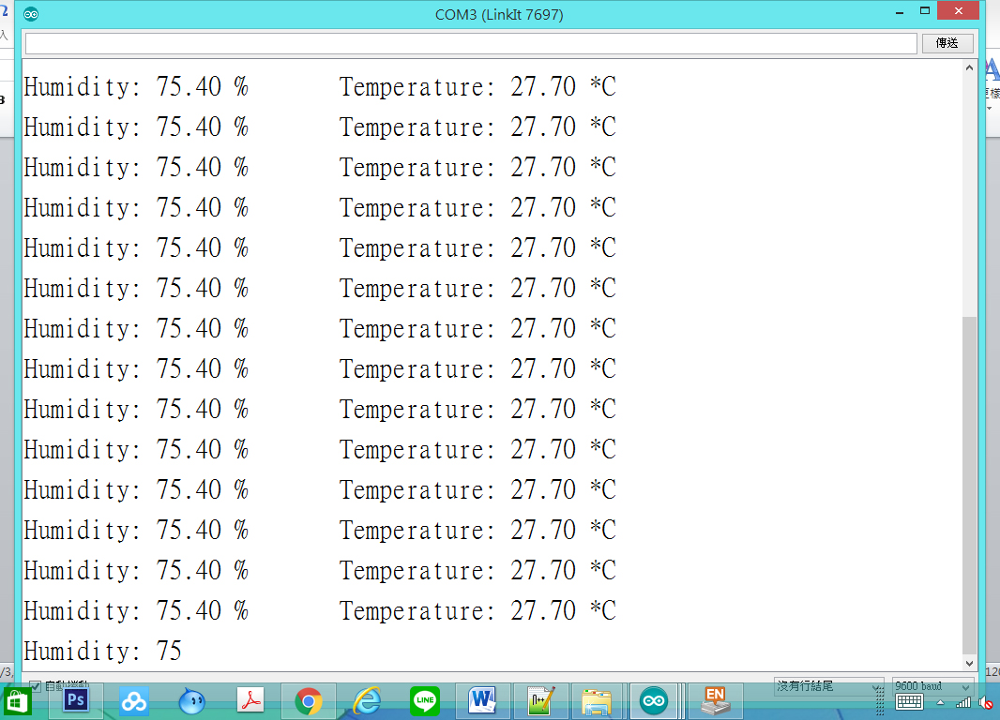 COM3 (LinkIt 7697)
傳送
Humidity: 75.40 %	Temperature: 27.70 *C
Humidity: 75.40 %	Temperature: 27.70 *C
Humidity: 75.40 %	Temperature: 27.70 *C
Humidity: 75.40 %	Temperature: 27.70 *C
Humidity: 75.40 %	Temperature: 27.70 *C
Humidity: 75.40 %	Temperature: 27.70 *C
Humidity: 75.40 %	Temperature: 27.70 *C
Humidity: 75.40 %	Temperature: 27.70 *C
Humidity: 75.40 %	Temperature: 27.70 *C
Humidity: 75.40 %	Temperature: 27.70 *C
Humidity: 75.40 %	Temperature: 27.70 *C
Humidity: 75.40 %	Temperature: 27.70 *C
Humidity: 75.40 %	Temperature: 27.70 *C
Humidity: 75.40 %	Temperature: 27.70 *C
Humidity: 75
沒有行結尾
9600 baud
Ps
LINE
W
EN